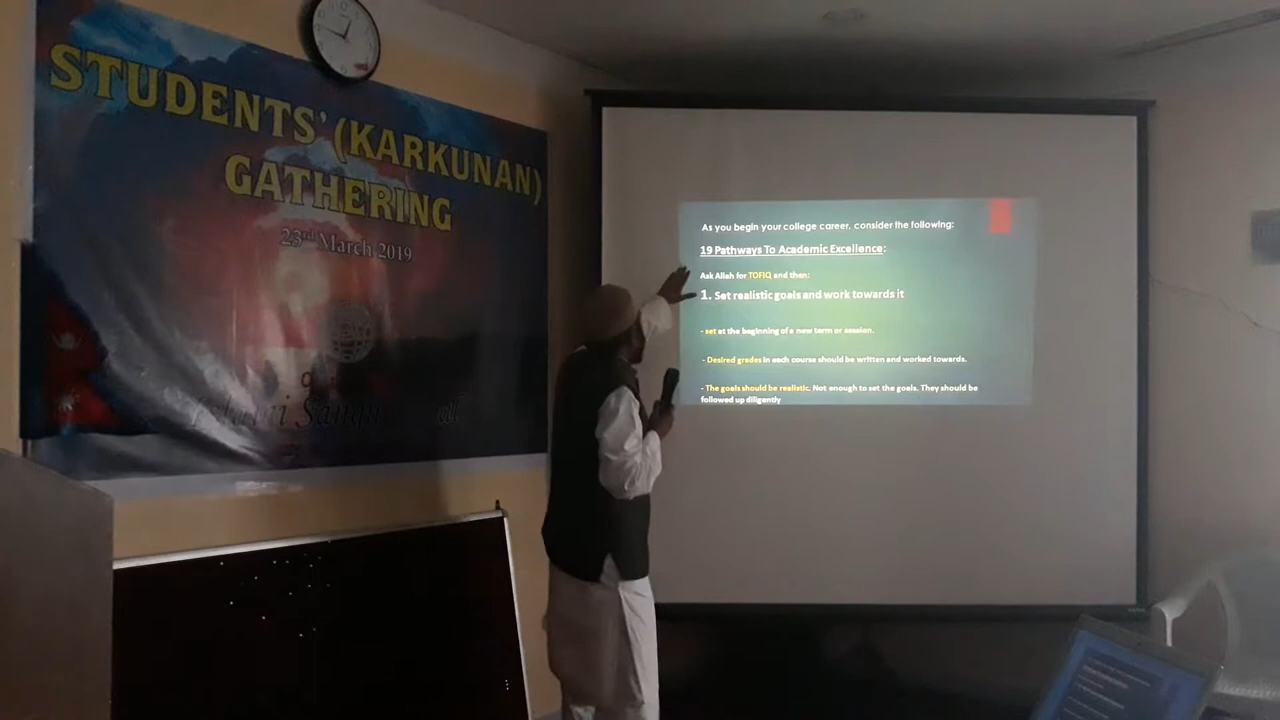 STUDENTS' (KARKUNAN)
GATHERING
23rd March 2019
As you begin your college career, consider the following:
19 Pathways To Academic Excellence:
Ask Allah for TOFIQ and then:
1. Set realistic goals and work towards it
- set at the beginning of a new term or session.
- Desired grades in each course should be written and worked towards.
- The goals should be realistic. Not enough to set the goals. They should be
followed up diligently